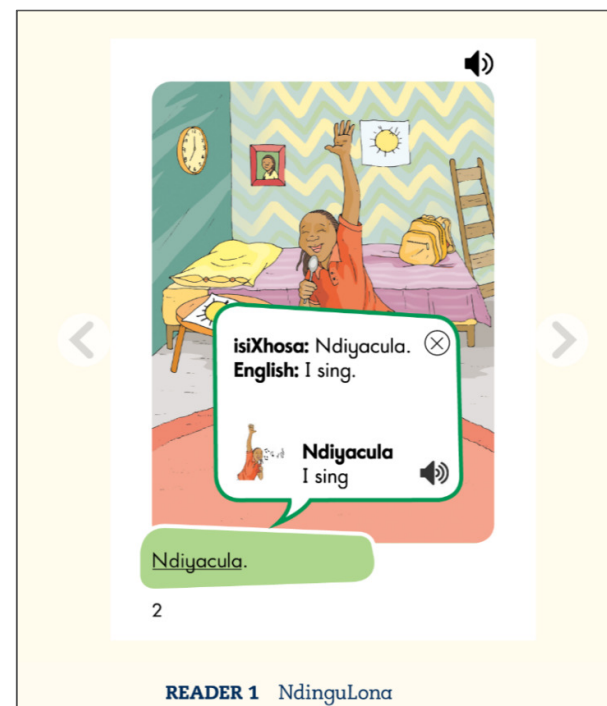 isiXhosa: Ndiyacula.
English: I sing.
Ndiyacula
I sing
Ndiyacula.
2
READER 1 NdinguLona